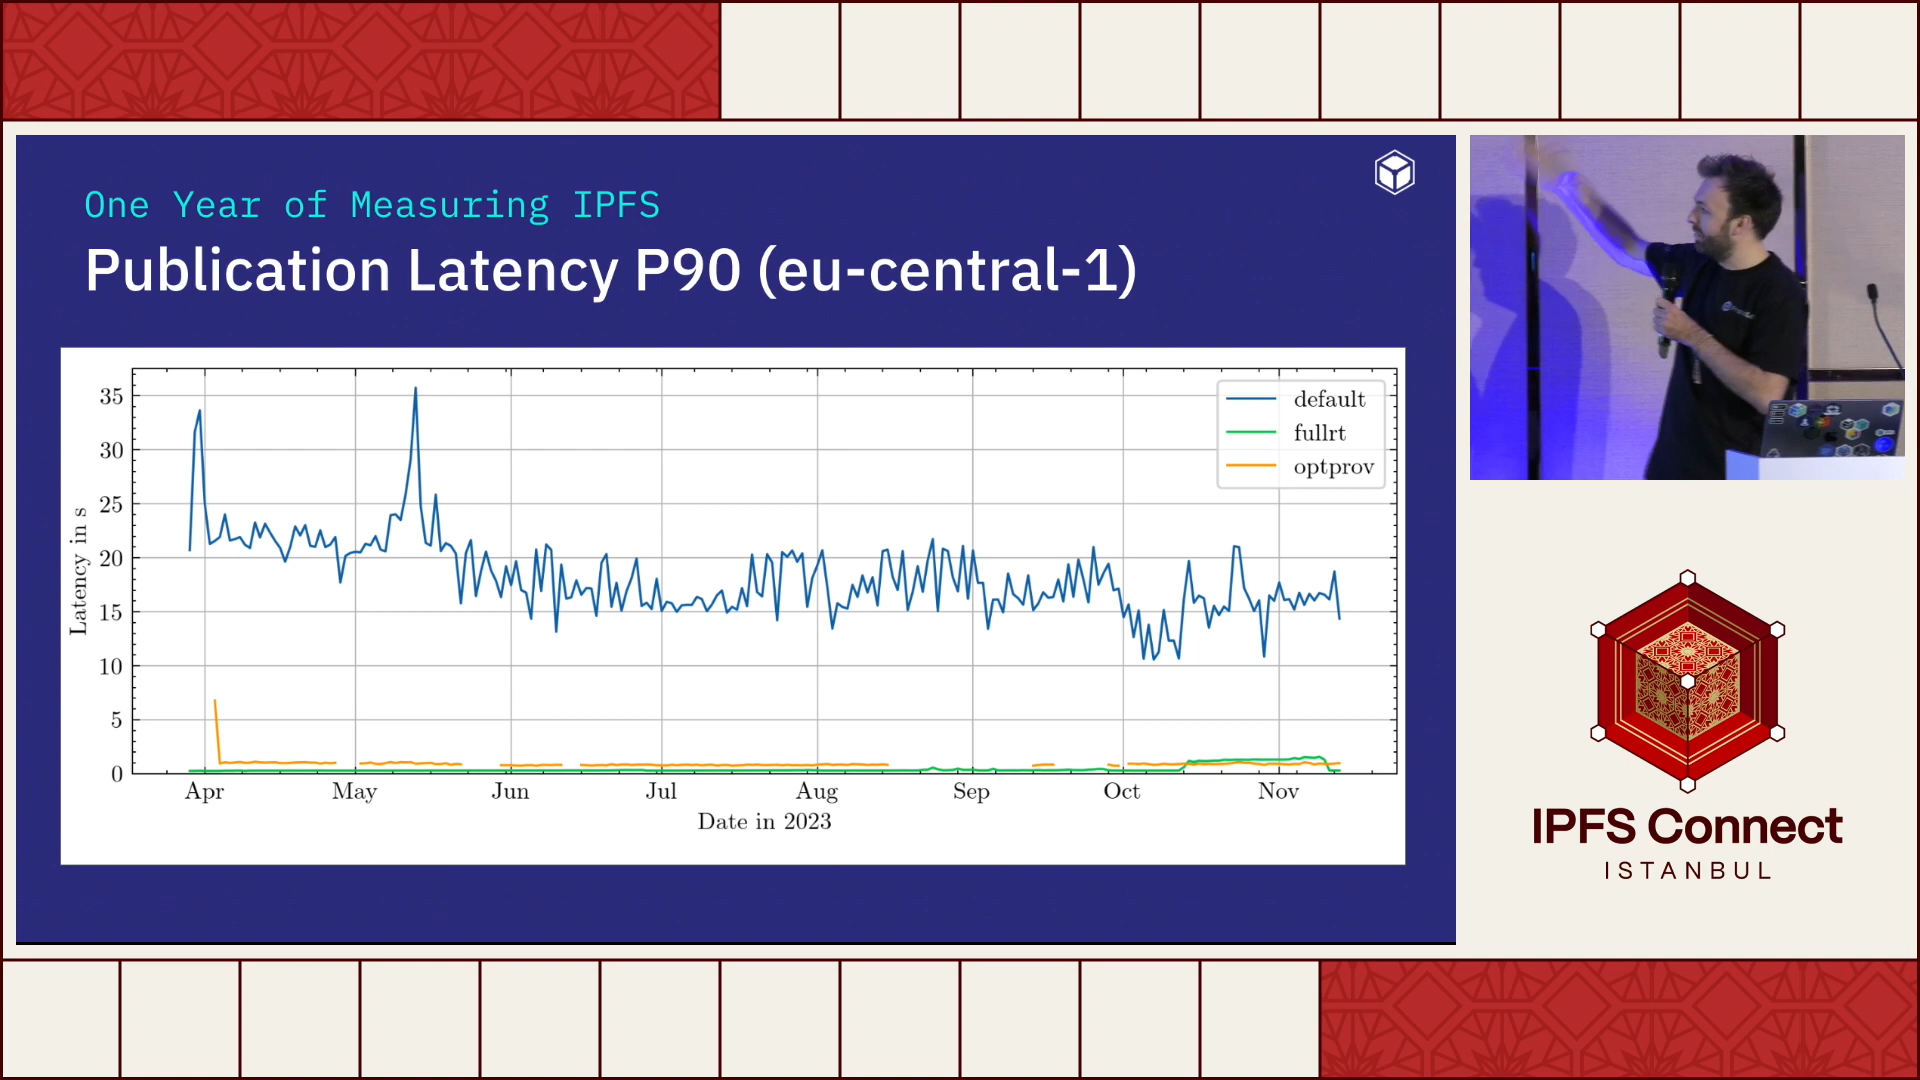 One Year of Measuring IPFS
Publication Latency P90 (eu-central-1)
35
30
25
20
15
10
5
0
Latency in s
default
fullrt
optprov
Apr
May
Jun
Jul
Aug
Sep
Oct
Nov
Date in 2023
IPFS Connect
ISTANBUL